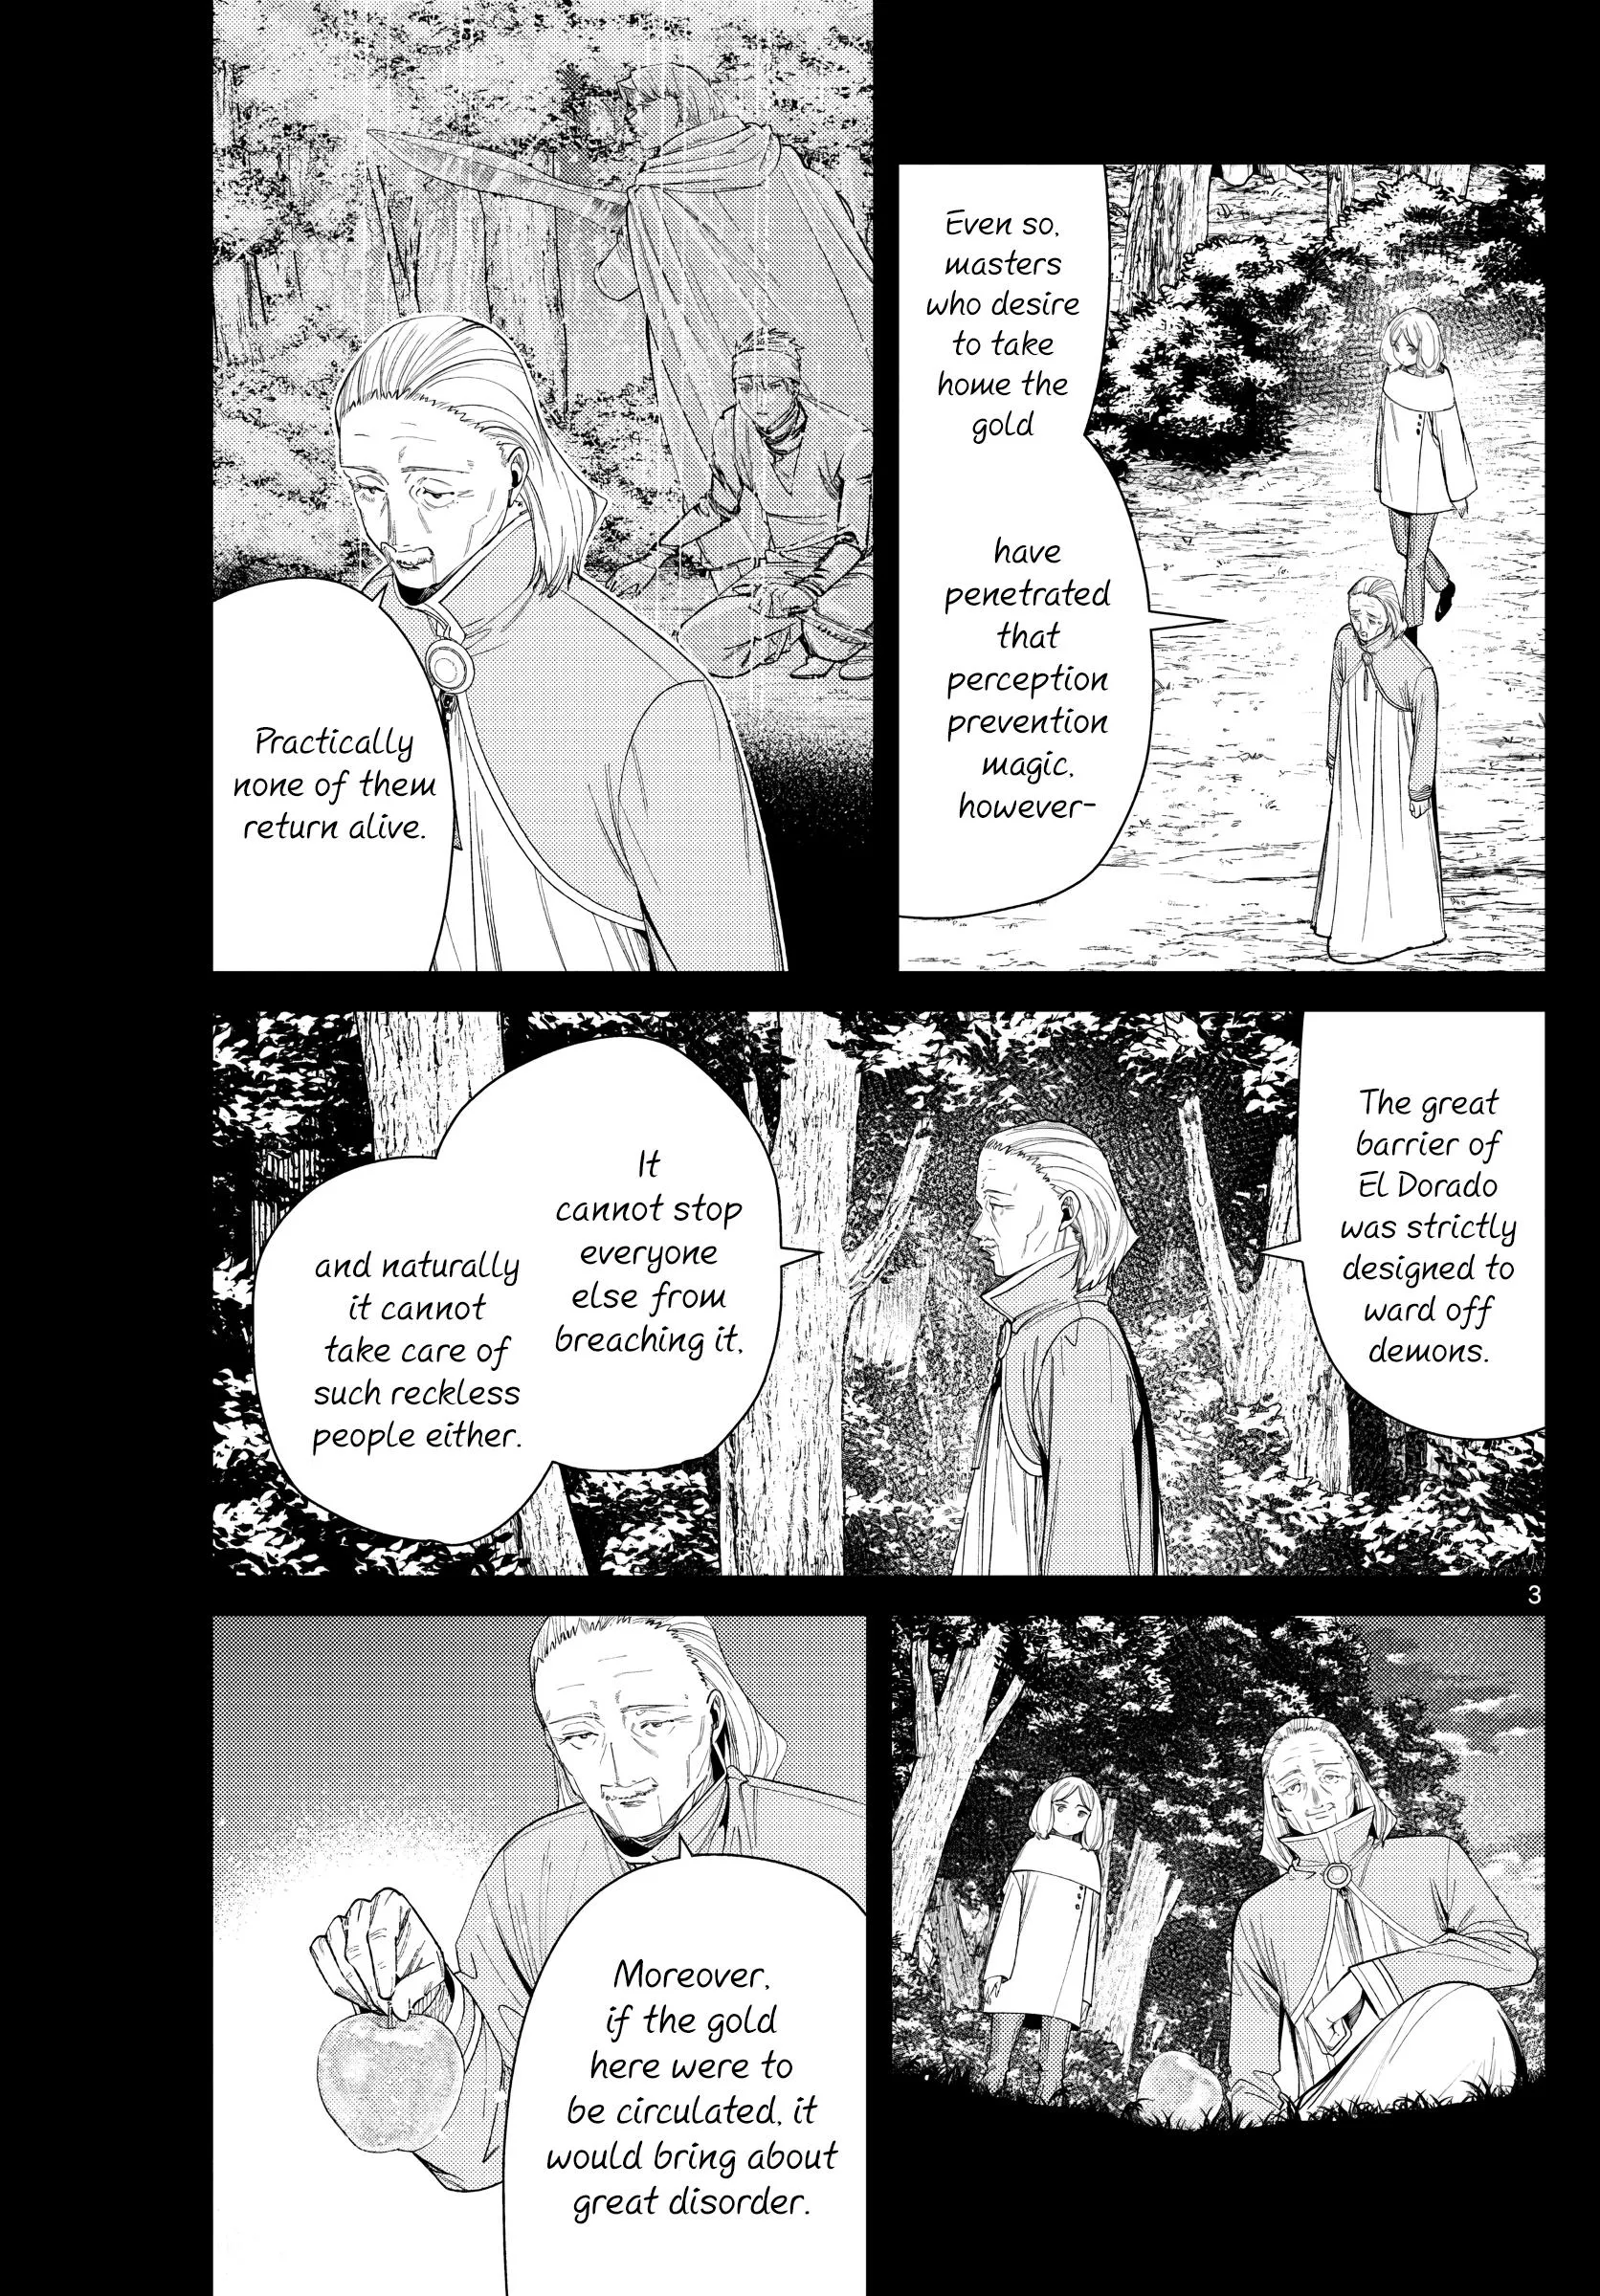 Even so,
masters
who desire
to take
home the
gold
have
penetrated
that
perception
prevention
magic,
however-
Practically
none of them
return alive.
The great
barrier of
El Dorado
was strictly
designed to
ward off
demons.
It
cannot stop
everyone
else from
breaching it,
and naturally
it cannot
take care of
such reckless
people either.
3
Moreover,
if the gold
here were to
be circulated, it
would bring about
great disorder.